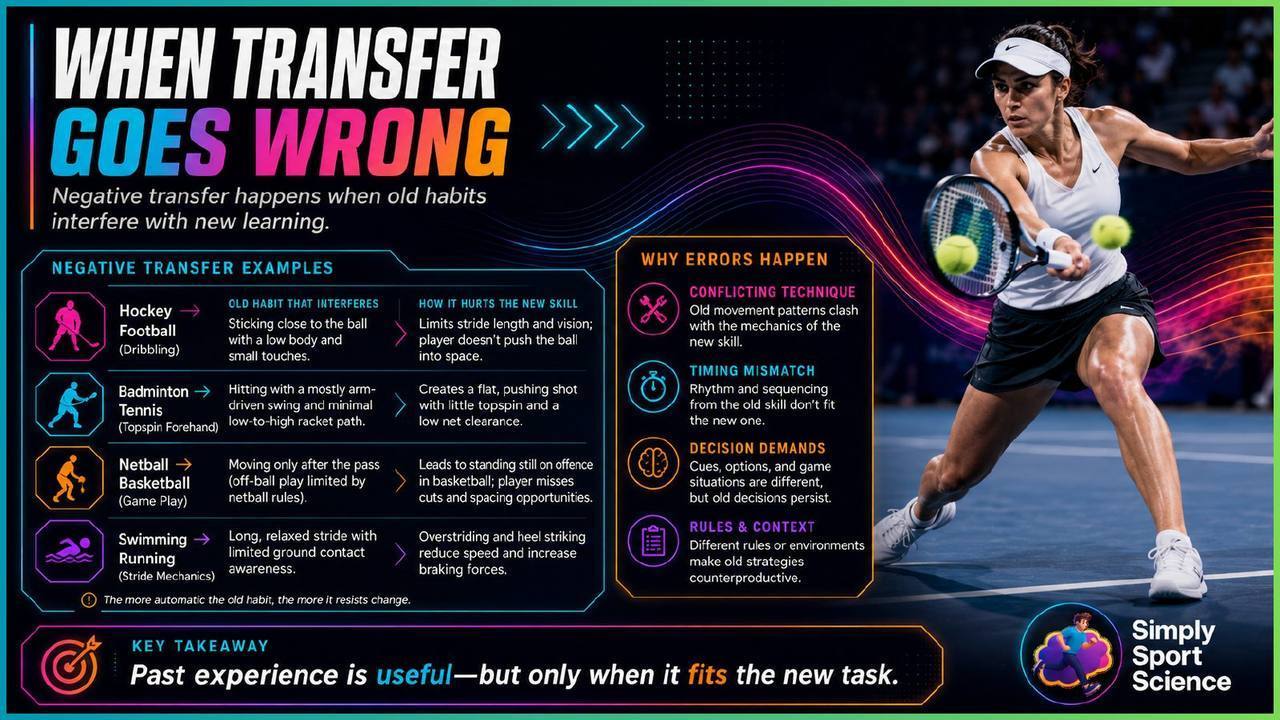 WHEN TRANSFER
GOES WRONG
Negative transfer happens when old habits
interfere with new learning.
NEGATIVE TRANSFER EXAMPLES
OLD HABIT THAT INTERFERES
HOW IT HURTS THE NEW SKILL
Hockey →
Football
(Dribbling)
Sticking close to the ball
with a low body and
small touches.
Limits stride length and vision;
player doesn't push the ball
into space.
Badminton →
Tennis
(Topspin Forehand)
Hitting with a mostly arm-
driven swing and minimal
low-to-high racket path.
Creates a flat, pushing shot
with little topspin and a
low net clearance.
Netball →
Basketball
(Game Play)
Moving only after the pass
(off-ball play limited by
netball rules).
Leads to standing still on offence
in basketball; player misses
cuts and spacing opportunities.
Swimming →
Running
(Stride Mechanics)
Long, relaxed stride with
limited ground contact
awareness.
Overstriding and heel striking
reduce speed and increase
braking forces.
The more automatic the old habit, the more it resists change.
WHY ERRORS HAPPEN
CONFLICTING TECHNIQUE
Old movement patterns clash
with the mechanics of the
new skill.
TIMING MISMATCH
Rhythm and sequencing
from the old skill don't fit
the new one.
DECISION DEMANDS
Cues, options, and game
situations are different,
but old decisions persist.
RULES & CONTEXT
Different rules or environments
make old strategies
counterproductive.
KEY TAKEAWAY
Past experience is useful—but only when it fits the new task.
Simply
Sport
Science